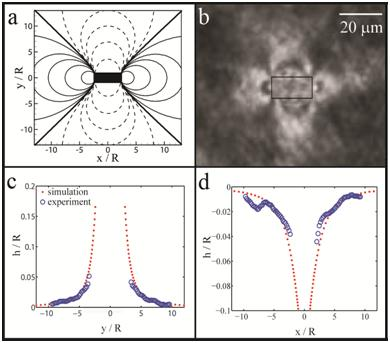 a
b
20 µm
10
5
0
-5
-10
y / R
-10 -5 0 5 10
x / R
c
d
simulation
experiment
0.2
0.15
0.1
0.05
0
h / R
-10 -5 0 5 10
y / R
0
−0.02
−0.04
−0.06
−0.08
−0.1
h / R
-10 -5 0 5 10
x / R